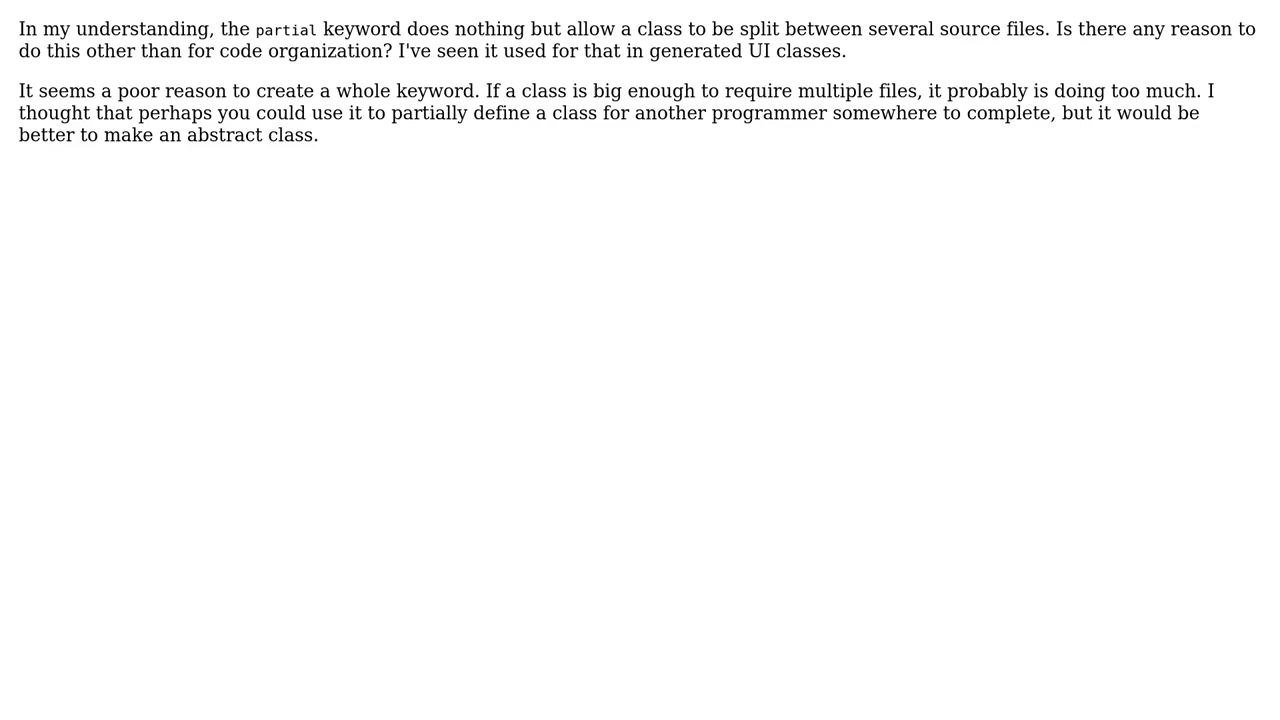 In my understanding, the partial keyword does nothing but allow a class to be split between several source files. Is there any reason to
do this other than for code organization? I've seen it used for that in generated UI classes.
It seems a poor reason to create a whole keyword. If a class is big enough to require multiple files, it probably is doing too much. I
thought that perhaps you could use it to partially define a class for another programmer somewhere to complete, but it would be
better to make an abstract class.